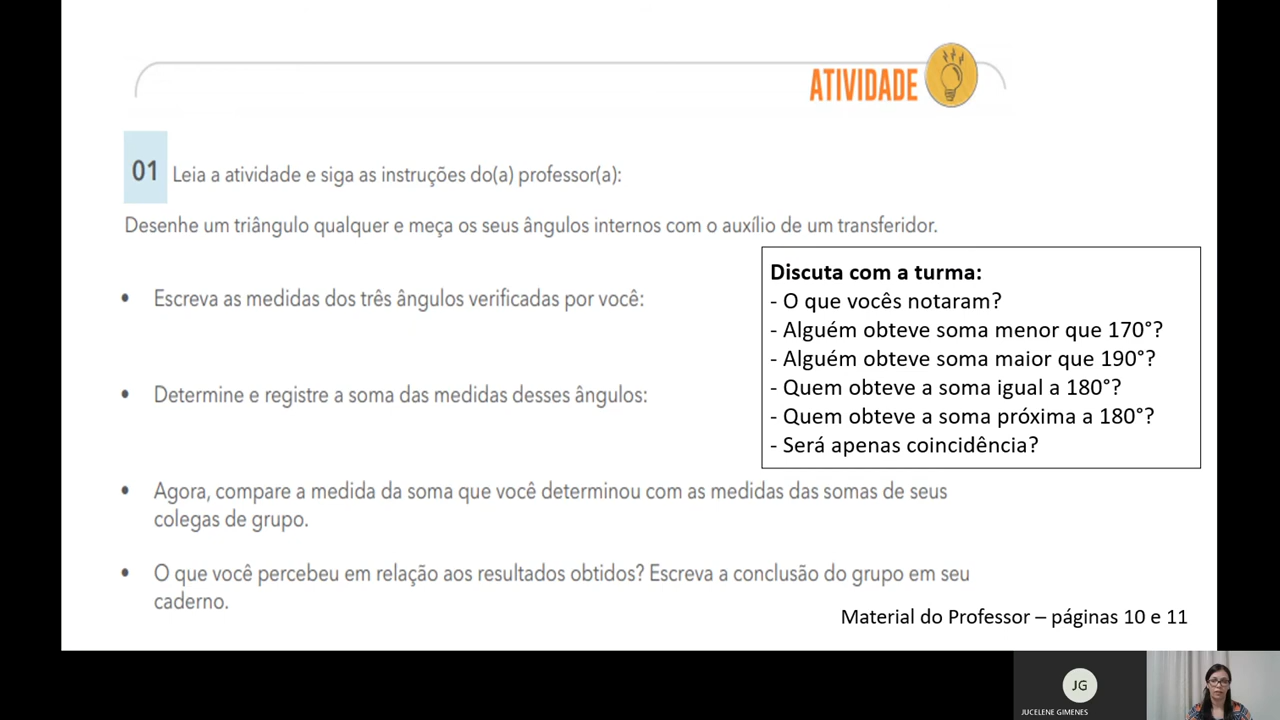 ATIVIDADE
01 Leia a atividade e siga as instruções do(a) professor(a):
Desenhe um triângulo qualquer e meça os seus ângulos internos com o auxílio de um transferidor.
• Escreva as medidas dos três ângulos verificadas por você:
• Determine e registre a soma das medidas desses ângulos:
• Agora, compare a medida da soma que você determinou com as medidas das somas de seus
colegas de grupo.
• O que você percebeu em relação aos resultados obtidos? Escreva a conclusão do grupo em seu
caderno.
Discuta com a turma:
- O que vocês notaram?
- Alguém obteve soma menor que 170°?
- Alguém obteve soma maior que 190°?
- Quem obteve a soma igual a 180°?
- Quem obteve a soma próxima a 180°?
- Será apenas coincidência?
Material do Professor – páginas 10 e 11
JG
JUCELENE GIMENES